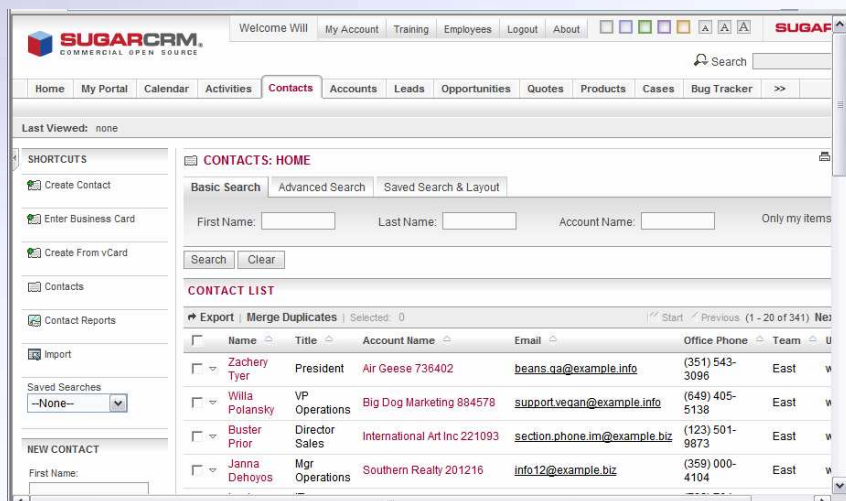 Welcome Will My Account Training Employees Logout About A A A SUGAR
SUGARCRM.
COMMERCIAL OPEN SOURCE
Search
Home My Portal Calendar Activities Contacts Accounts Leads Opportunities Quotes Products Cases Bug Tracker >>
Last Viewed: none
SHORTCUTS
Create Contact
Enter Business Card
Create From vCard
Contacts
Contact Reports
Import
Saved Searches
--None--
NEW CONTACT
First Name:
CONTACTS: HOME
Basic Search Advanced Search Saved Search & Layout
First Name: Last Name: Account Name: Only my items
Search Clear
CONTACT LIST
Export | Merge Duplicates | Selected: 0 Start Previous (1 - 20 of 341)
Name Title Account Name Email Office Phone Team
Zachery Tyer President Air Geese 736402 beans.qa@example.info (351) 543-3096 East
Willa Polansky VP Operations Big Dog Marketing 884578 support.vegan@example.info (649) 405-5138 East
Buster Prior Director Sales International Art Inc 221093 section.phone.im@example.biz (123) 501-9873 East
Janna Dehoyos Mgr Operations Southern Realty 201216 info12@example.biz (359) 000-4104 East